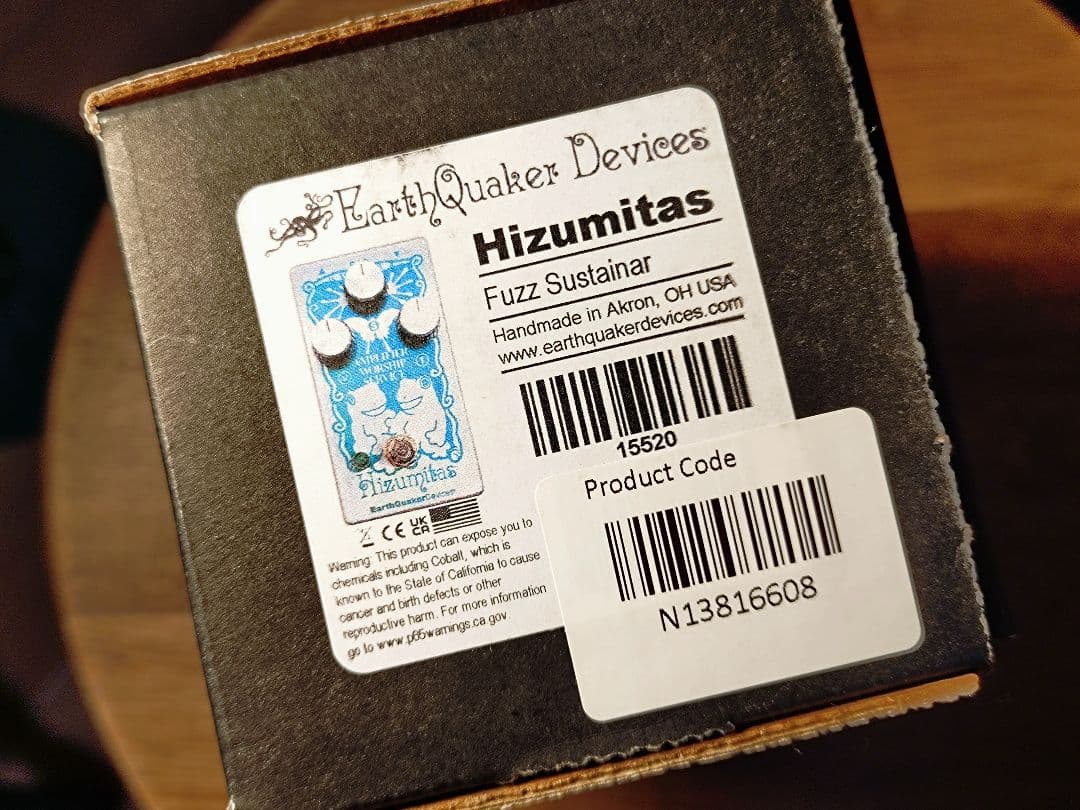 EarthQuaker Devices
Hizumitas
Fuzz Sustainar
Handmade in Akron, OH USA
www.earthquakerdevices.com
15520
AMPLIFIER
WORSHIP
SERVICE
Hizumitas
EarthQuakerDevices
CE UK CA
Warning: This product can expose you to
chemicals including Cobalt, which is
known to the State of California to cause
cancer and birth defects or other
reproductive harm. For more information
go to www.p65warnings.ca.gov.
Product Code
N13816608